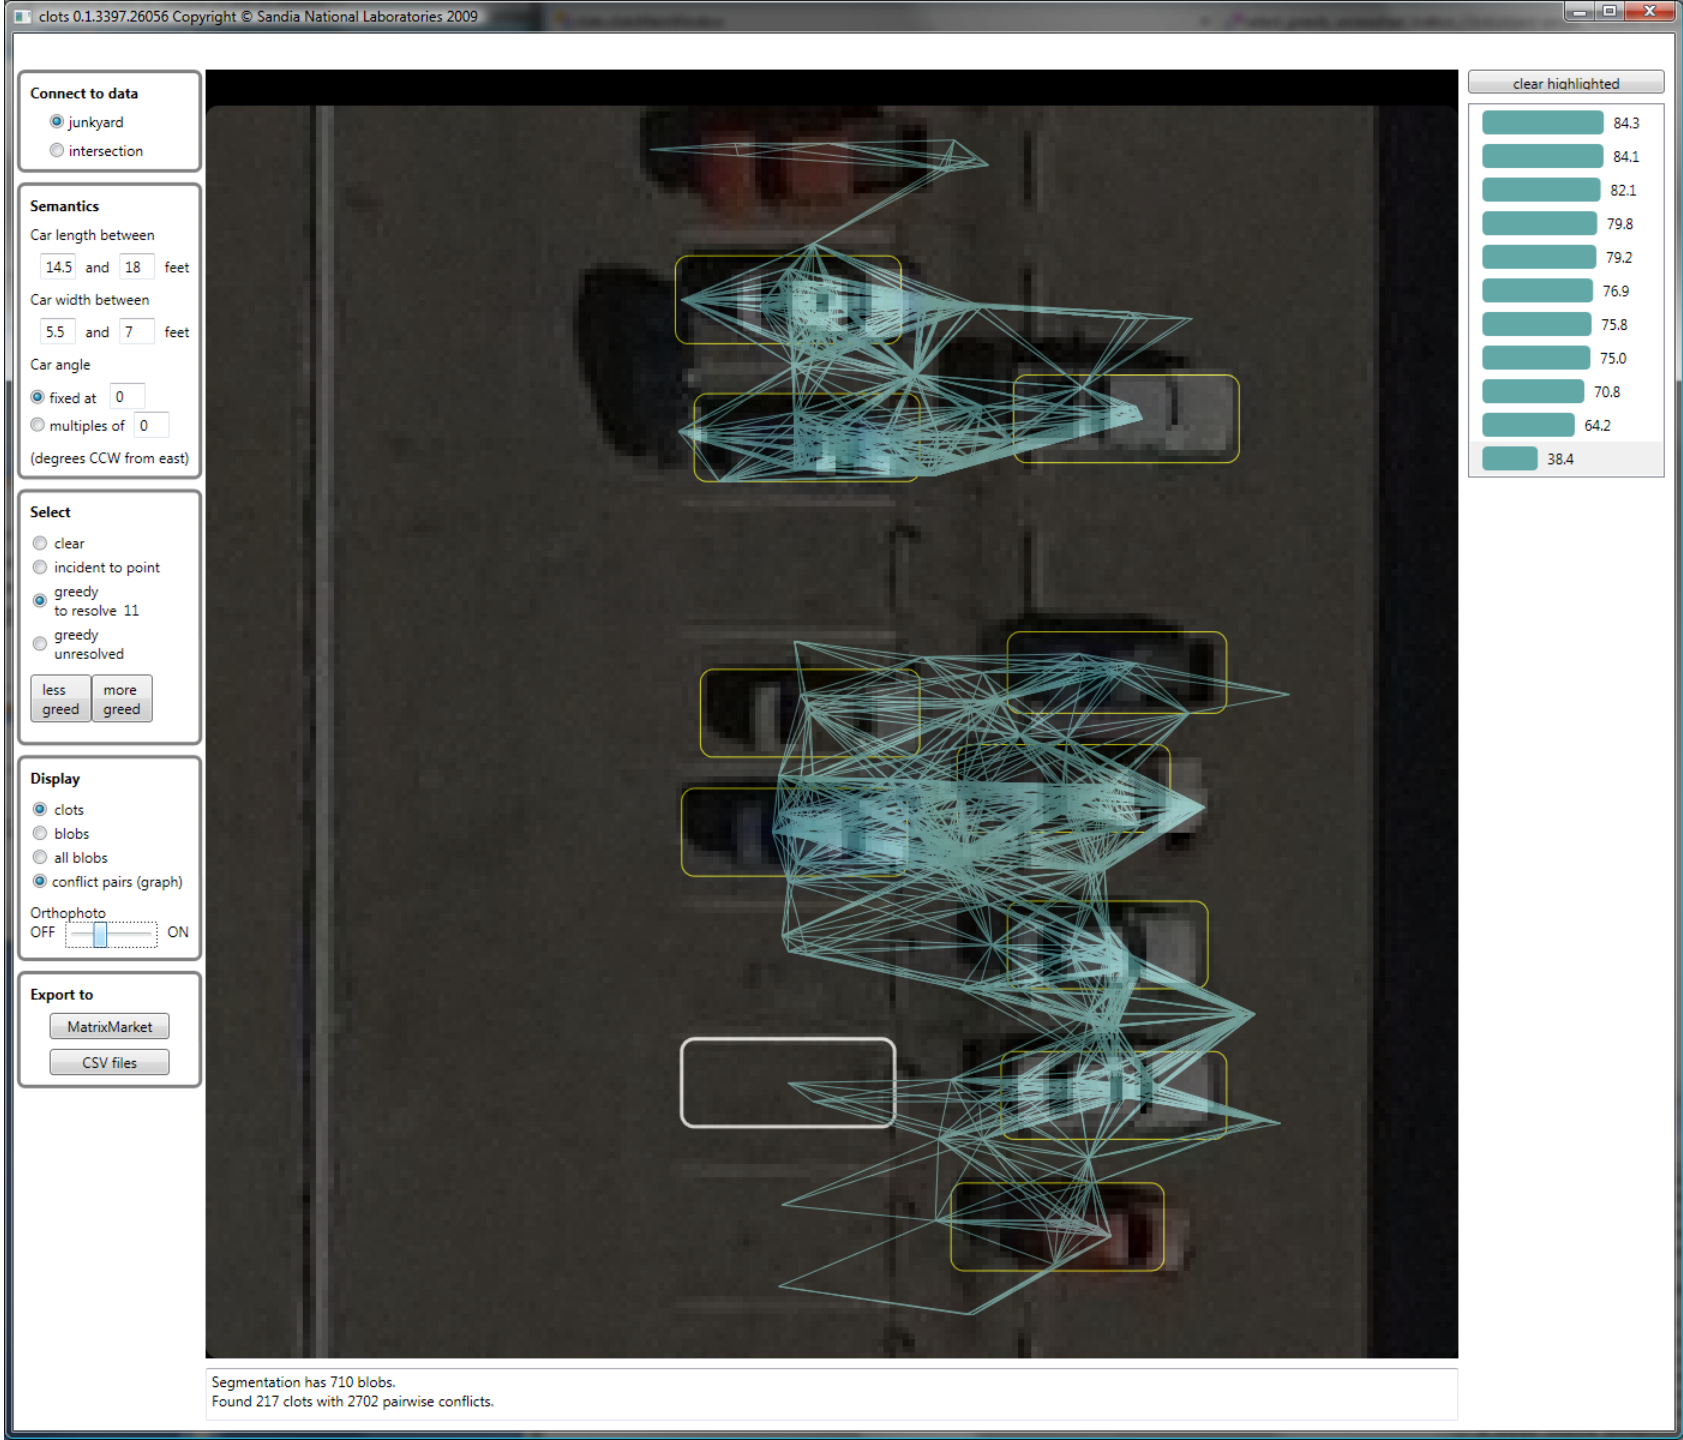 clots 0.1.3397.26056 Copyright © Sandia National Laboratories 2009
Connect to data
junkyard
intersection
Semantics
Car length between
14.5 and 18 feet
Car width between
5.5 and 7 feet
Car angle
fixed at 0
multiples of 0
(degrees CCW from east)
Select
clear
incident to point
greedy
to resolve 11
greedy
unresolved
less
greed
more
greed
Display
clots
blobs
all blobs
conflict pairs (graph)
Orthophoto
OFF ON
Export to
MatrixMarket
CSV files
clear highlighted
84.3
84.1
82.1
79.8
79.2
76.9
75.8
75.0
70.8
64.2
38.4
Segmentation has 710 blobs.
Found 217 clots with 2702 pairwise conflicts.